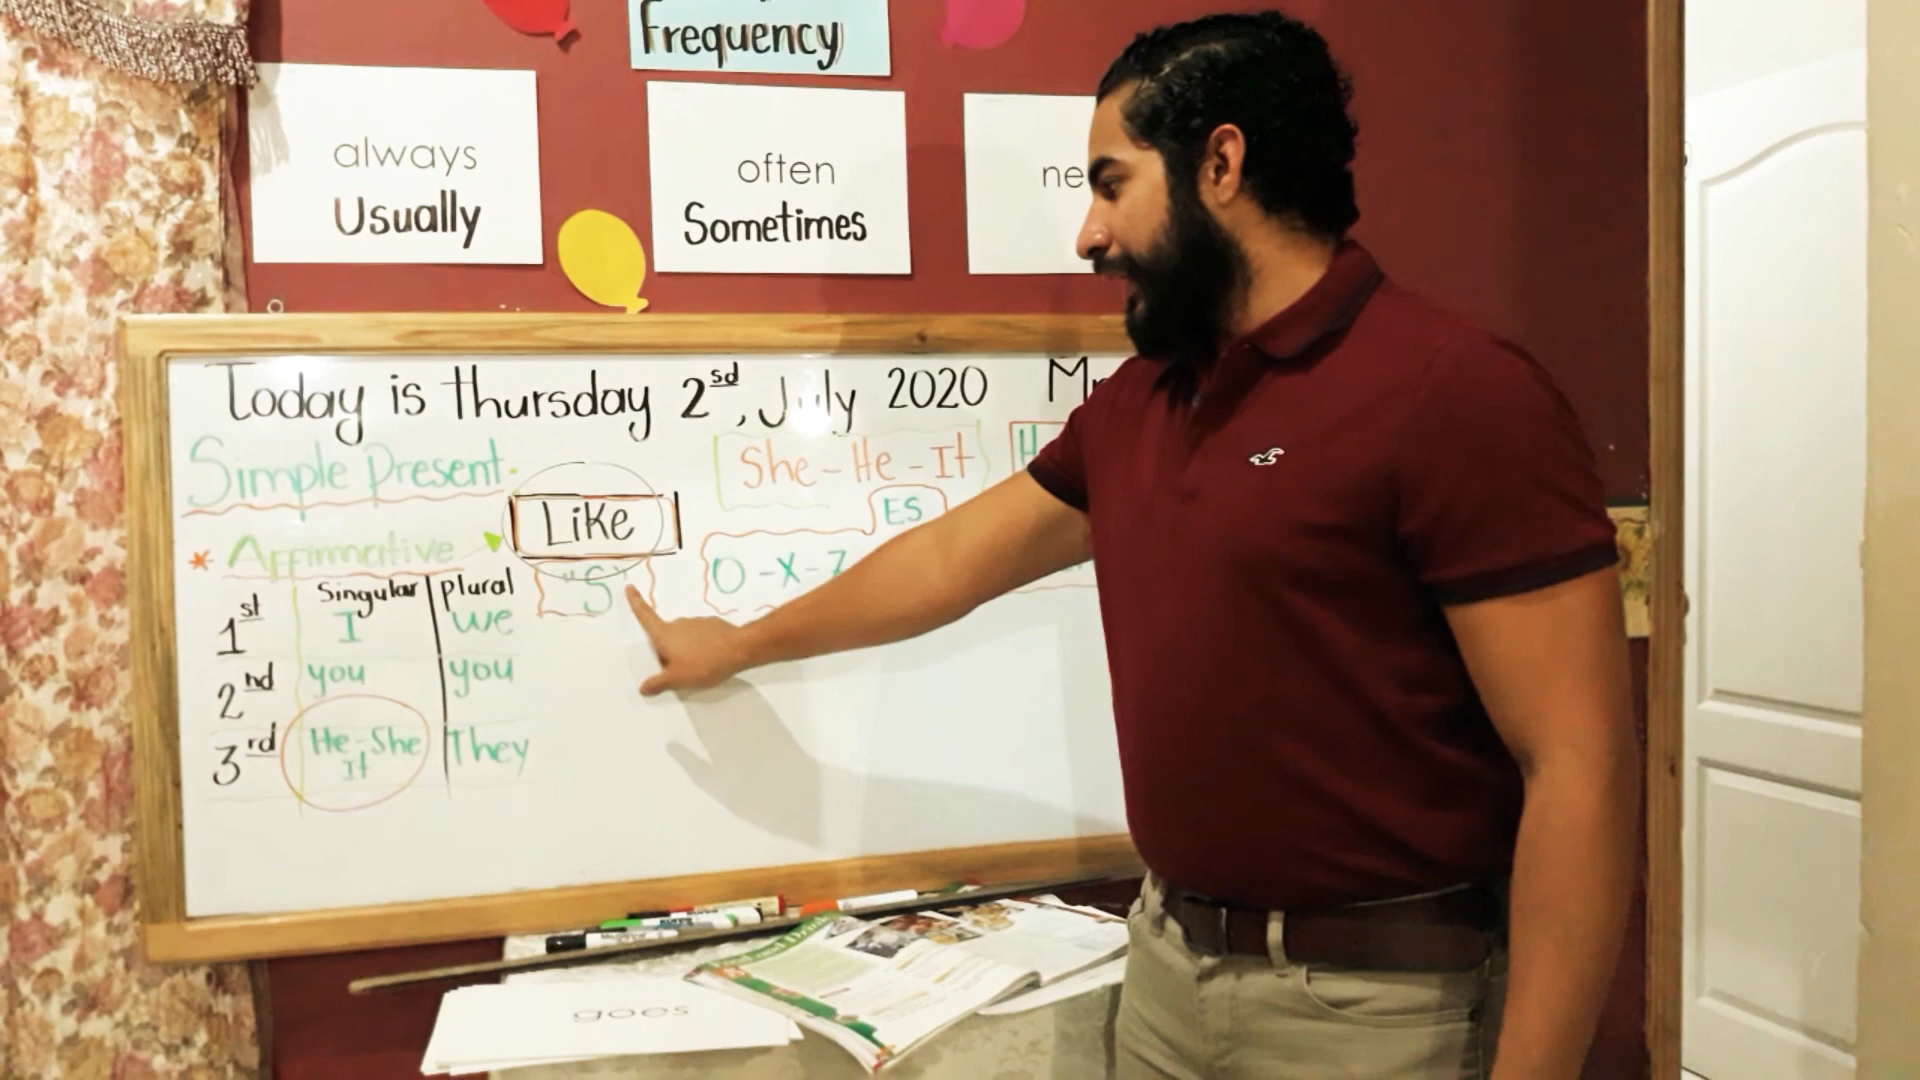 Frequency
always
Usually
often
Sometimes
Today is thursday 2sd, July 2020
Simple Present.
She-He-It
Like
ES
* Affirmative
"S"
O-X-Z
Singular plural
1st I we
2nd you you
3rd He-She They
It
goes